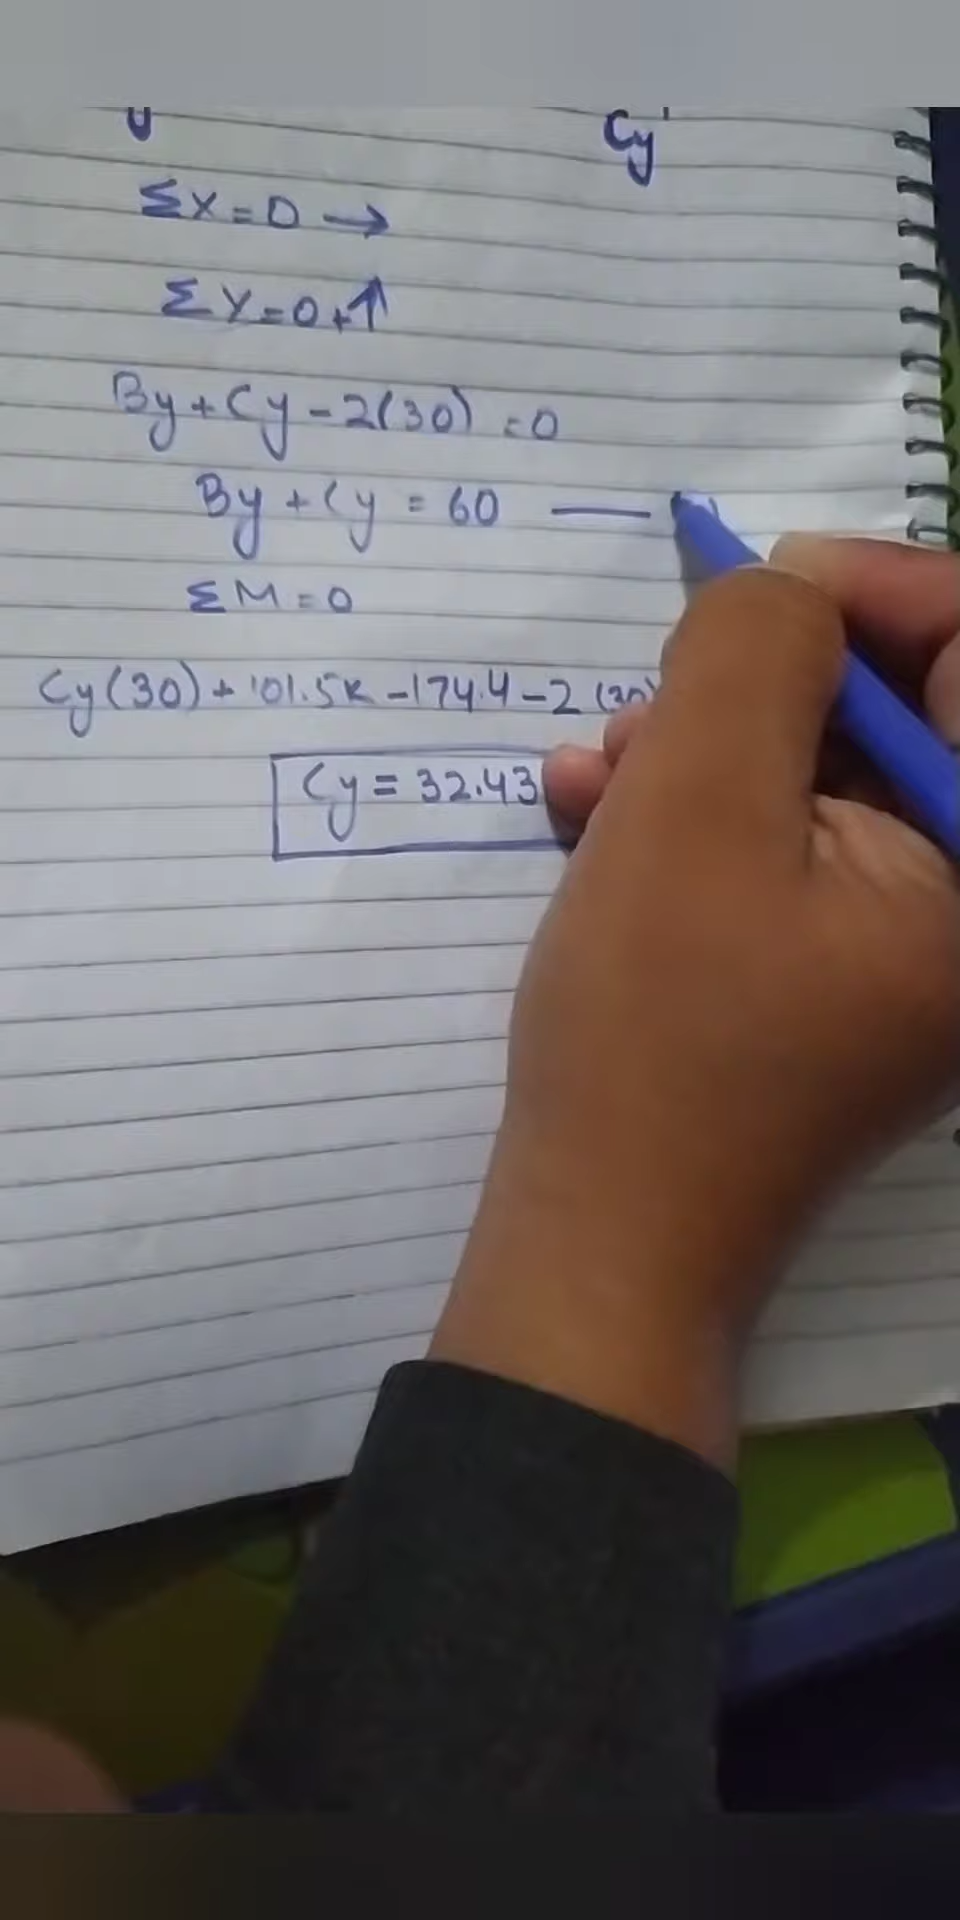 Cy
ΣX=0 →
ΣY=0+↑
By+Cy-2(30)=0
By+Cy=60 —
ΣM=0
Cy(30)+101.5k-174.4-2(30)
Cy=32.43